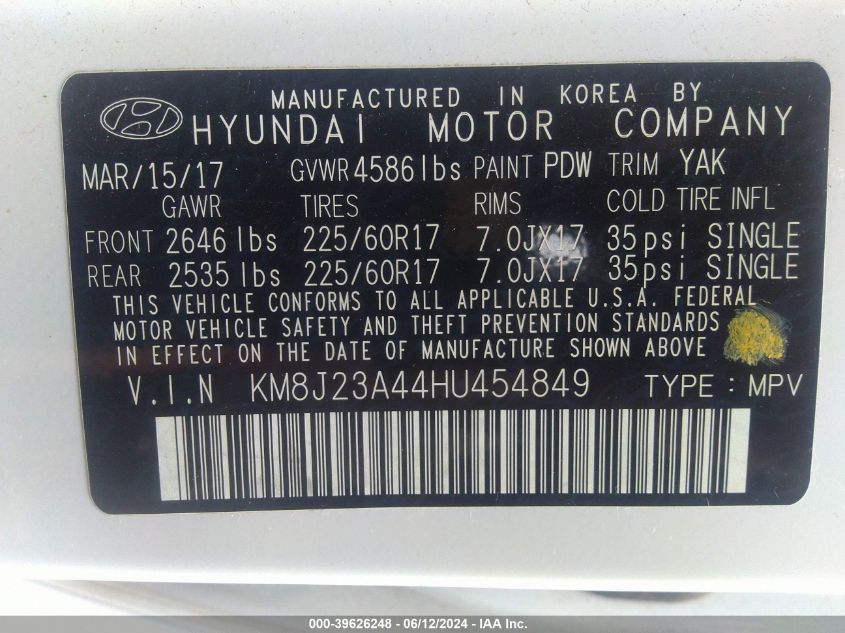 MANUFACTURED IN KOREA BY
HYUNDAI MOTOR COMPANY
MAR/15/17 GVWR 4586lbs PAINT PDW TRIM YAK
GAWR TIRES RIMS COLD TIRE INFL
FRONT 2646 lbs 225/60R17 7.0JX17 35psi SINGLE
REAR 2535 lbs 225/60R17 7.0JX17 35psi SINGLE
THIS VEHICLE CONFORMS TO ALL APPLICABLE U.S.A. FEDERAL
MOTOR VEHICLE SAFETY AND THEFT PREVENTION STANDARDS
IN EFFECT ON THE DATE OF MANUFACTURE SHOWN ABOVE
V.I.N KM8J23A44HU454849 TYPE : MPV
000-39626248 - 06/12/2024 - IAA Inc.